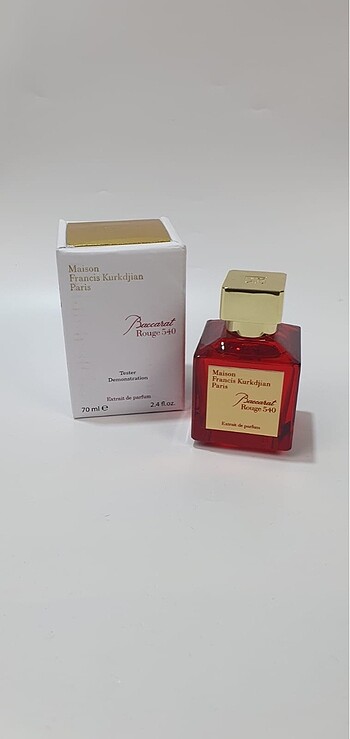 Maison
Francis Kurkdjian
Paris
Baccarat
Rouge 540
Tester
Demonstration
Extrait de parfum
70 ml e 2.4 fl.oz.
Maison
Francis Kurkdjian
Paris
Baccarat
Rouge 540
Extrait de parfum